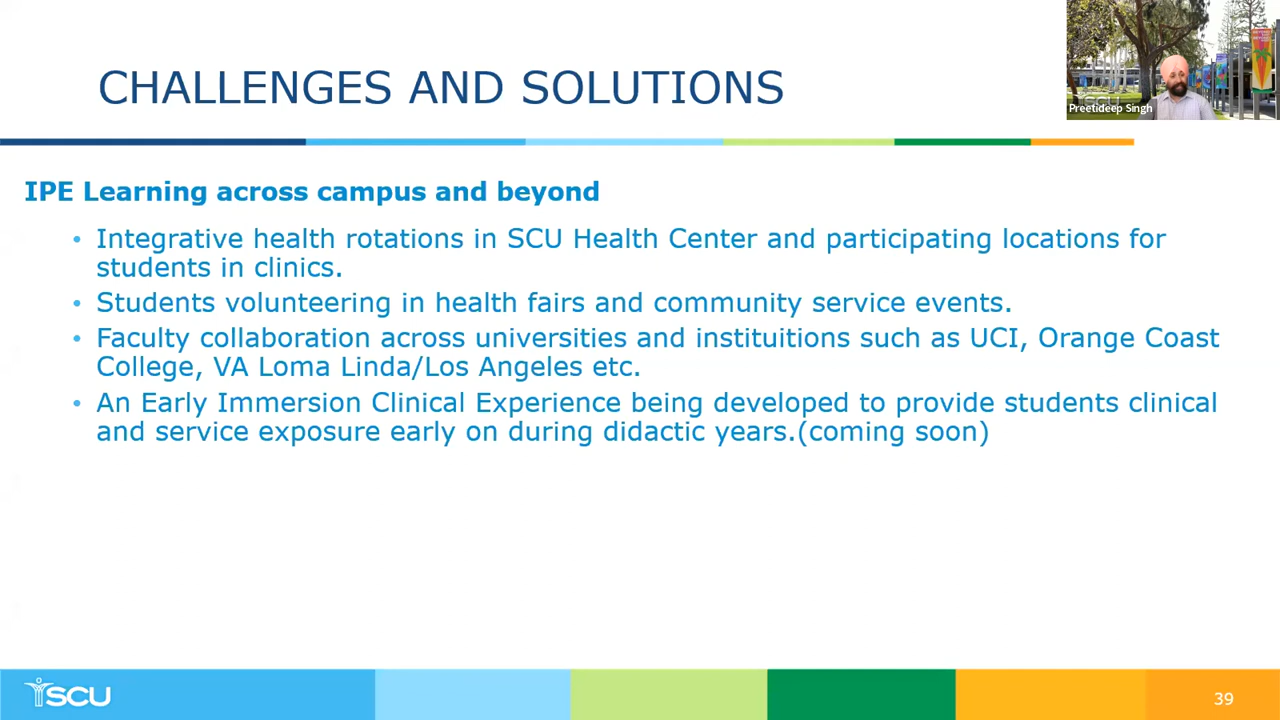 CHALLENGES AND SOLUTIONS
Preetideep Singh
IPE Learning across campus and beyond
• Integrative health rotations in SCU Health Center and participating locations for
students in clinics.
• Students volunteering in health fairs and community service events.
• Faculty collaboration across universities and instituitions such as UCI, Orange Coast
College, VA Loma Linda/Los Angeles etc.
• An Early Immersion Clinical Experience being developed to provide students clinical
and service exposure early on during didactic years.(coming soon)
SCU
39